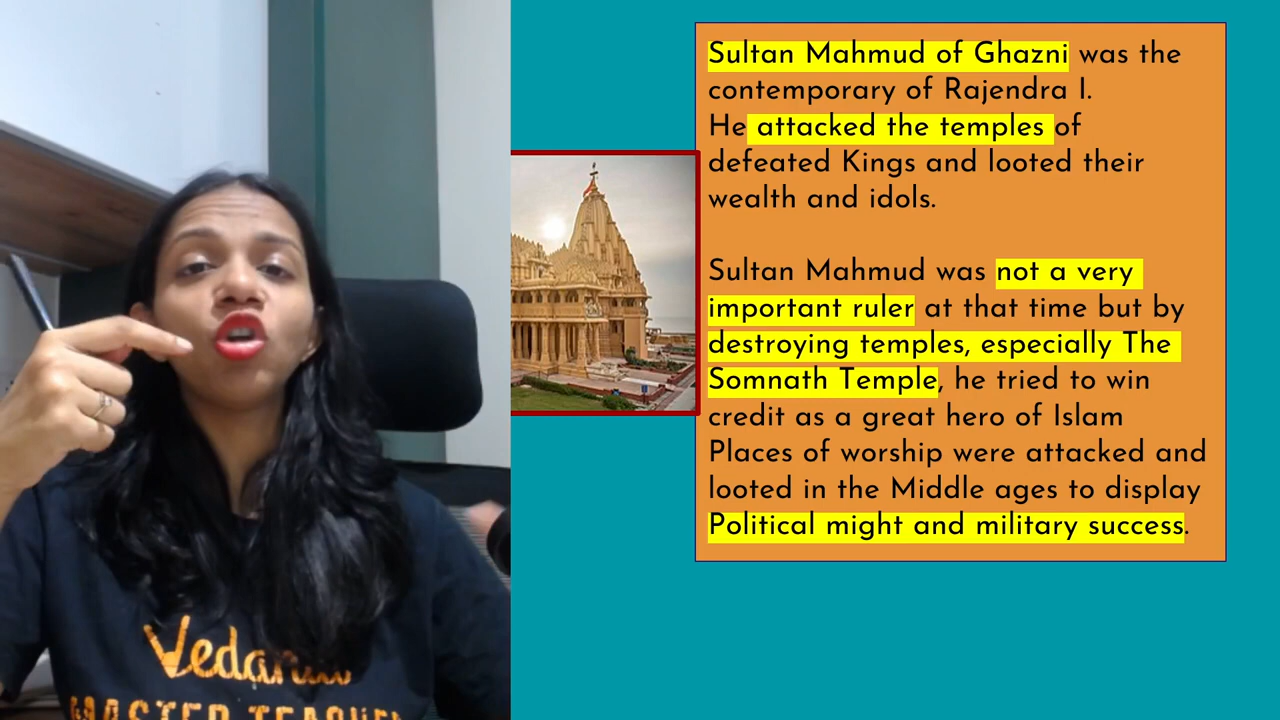 Sultan Mahmud of Ghazni was the
contemporary of Rajendra I.
He attacked the temples of
defeated Kings and looted their
wealth and idols.
Sultan Mahmud was not a very
important ruler at that time but by
destroying temples, especially The
Somnath Temple, he tried to win
credit as a great hero of Islam
Places of worship were attacked and
looted in the Middle ages to display
Political might and military success.
MASTER TEACHER